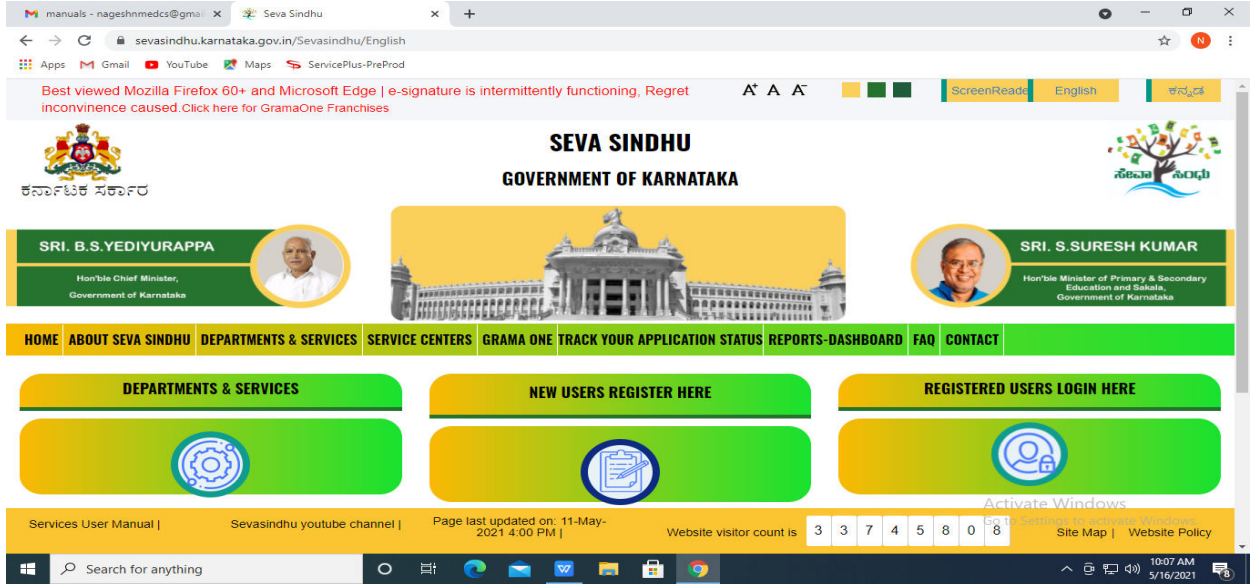 manuals - nageshnmedcs@gmai
Seva Sindhu
sevasindhu.karnataka.gov.in/Sevasindhu/English
N
Apps Gmail YouTube Maps ServicePlus-PreProd
Best viewed Mozilla Firefox 60+ and Microsoft Edge | e-signature is intermittently functioning, Regret
inconvinence caused.Click here for GramaOne Franchises
A+ A A-
ScreenReade English ಕನ್ನಡ
ಕರ್ನಾಟಕ ಸರ್ಕಾರ
SEVA SINDHU
GOVERNMENT OF KARNATAKA
ಸೇವಾ ಸಿಂಧು
SRI. B.S.YEDIYURAPPA
Hon'ble Chief Minister,
Government of Karnataka
SRI. S.SURESH KUMAR
Hon'ble Minister of Primary & Secondary
Education and Sakala,
Government of Karnataka
HOME ABOUT SEVA SINDHU DEPARTMENTS & SERVICES SERVICE CENTERS GRAMA ONE TRACK YOUR APPLICATION STATUS REPORTS-DASHBOARD FAQ CONTACT
DEPARTMENTS & SERVICES
NEW USERS REGISTER HERE
REGISTERED USERS LOGIN HERE
Activate Windows
Go to Settings to activate Windows.
Services User Manual | Sevasindhu youtube channel | Page last updated on: 11-May-
2021 4:00 PM | Website visitor count is 3 3 7 4 5 8 0 8 Site Map | Website Policy
Search for anything
10:07 AM
5/16/2021
8